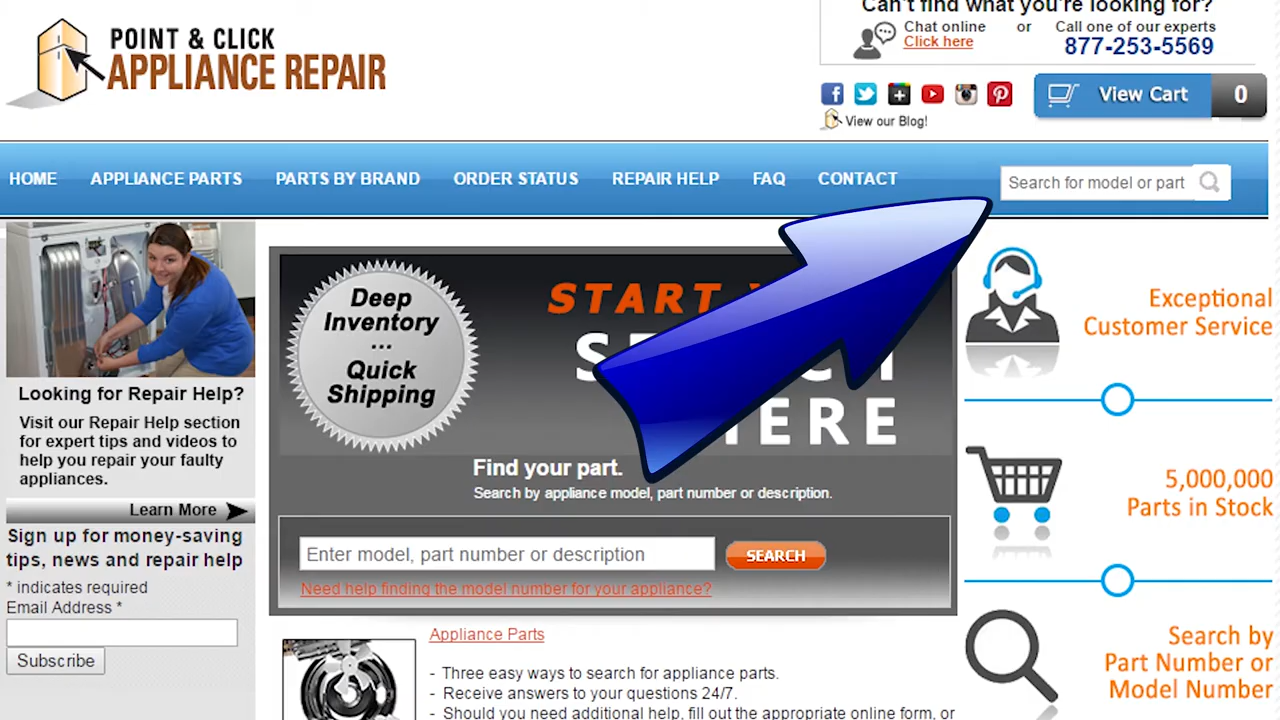 Can't find what you're looking for?
Chat online or Call one of our experts
Click here 877-253-5569
POINT & CLICK
APPLIANCE REPAIR
View Cart 0
View our Blog!
HOME APPLIANCE PARTS PARTS BY BRAND ORDER STATUS REPAIR HELP FAQ CONTACT
Search for model or part
Looking for Repair Help?
Visit our Repair Help section
for expert tips and videos to
help you repair your faulty
appliances.
Learn More
Sign up for money-saving
tips, news and repair help
* indicates required
Email Address *
Subscribe
Deep
Inventory
...
Quick
Shipping
START
Find your part.
Search by appliance model, part number or description.
Enter model, part number or description
SEARCH
Need help finding the model number for your appliance?
Appliance Parts
- Three easy ways to search for appliance parts.
- Receive answers to your questions 24/7.
- Should you need additional help, fill out the appropriate online form, or
Exceptional
Customer Service
5,000,000
Parts in Stock
Search by
Part Number or
Model Number